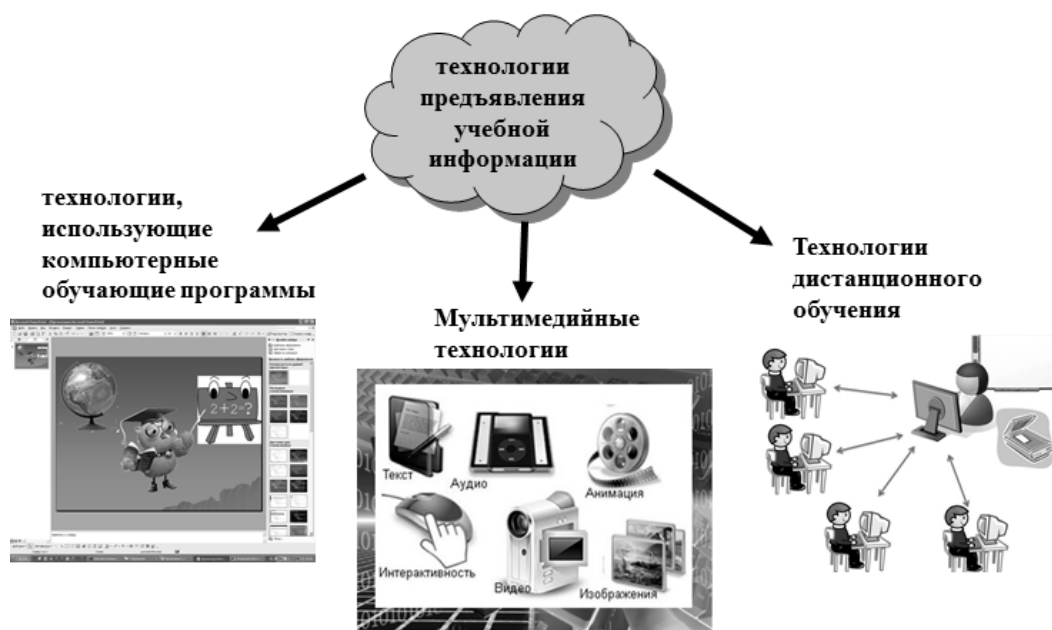 технологии
предъявления
учебной
информации
технологии,
использующие
компьютерные
обучающие программы
Мультимедийные
технологии
Технологии
дистанционного
обучения
2+2=?
Текст
Аудио
Анимация
Интерактивность
Видео
Изображения